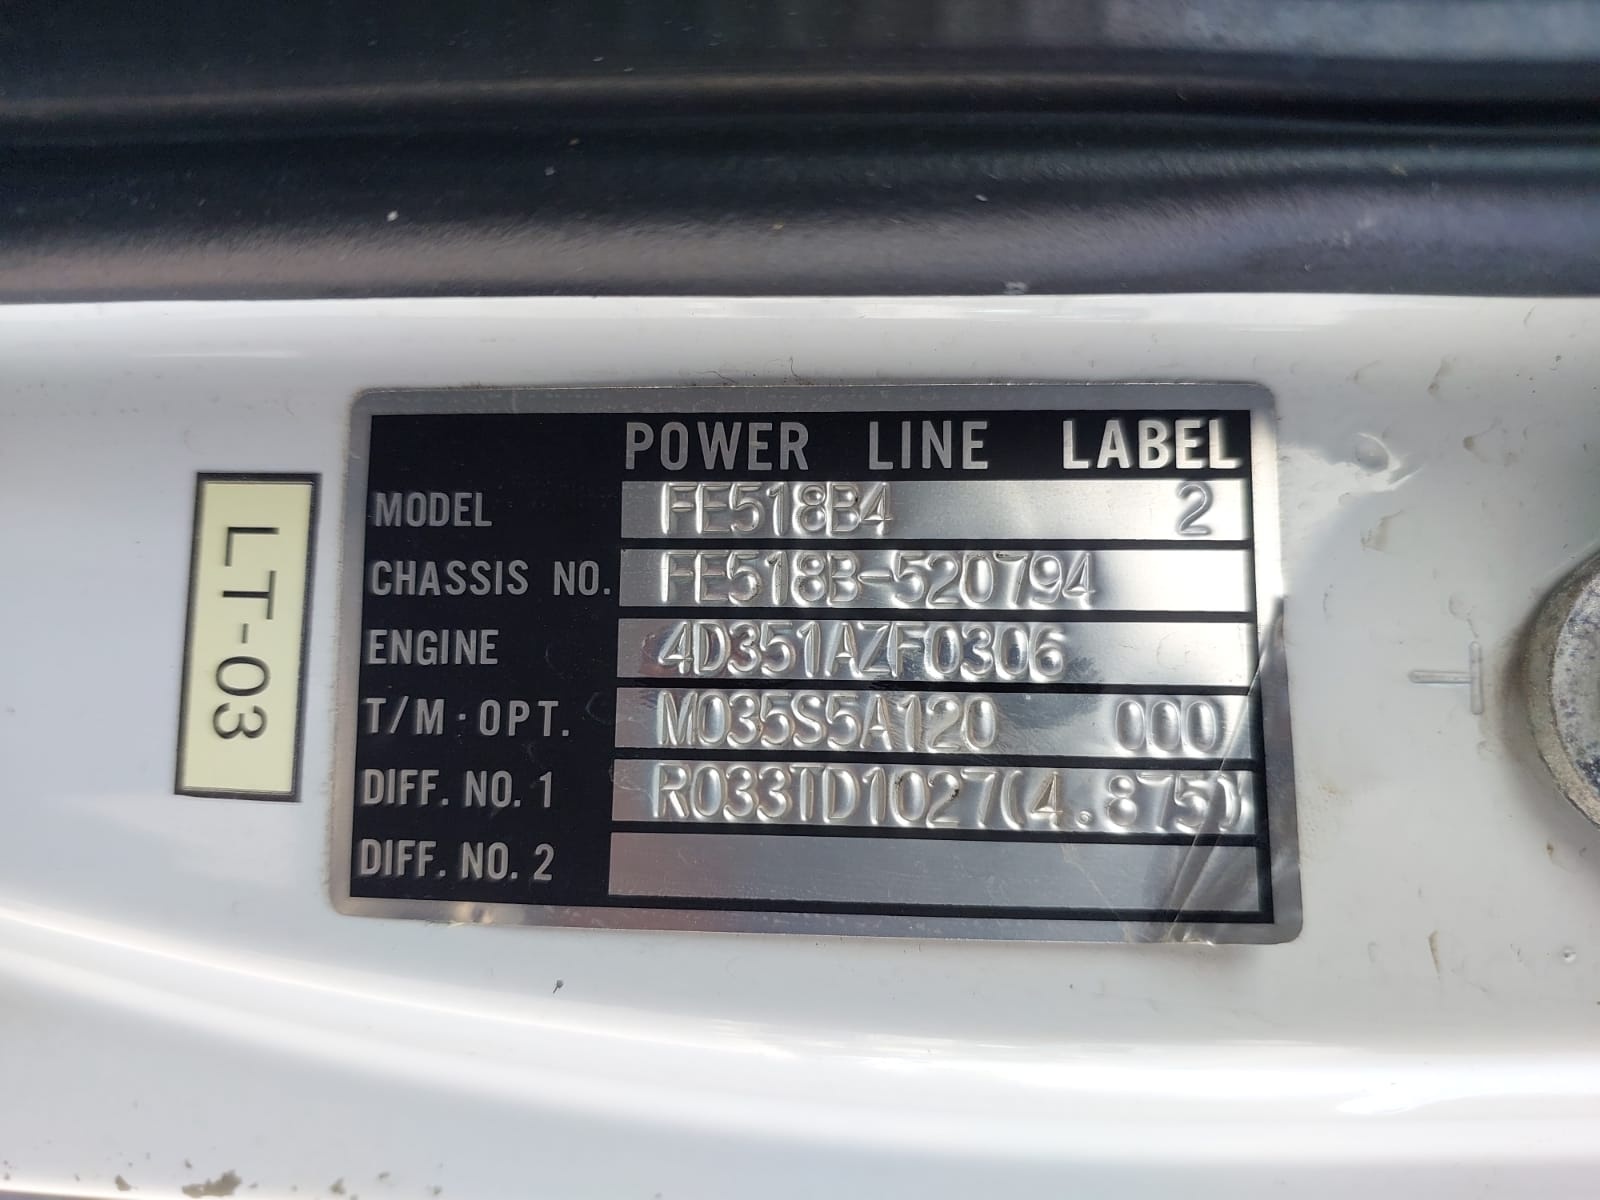 POWER LINE LABEL
MODEL FE518B4 2
CHASSIS NO. FE518B-520794
ENGINE 4D351AZF0306
T/M·OPT. M035S5A120 000
DIFF. NO. 1 R033TD1027(4.875)
DIFF. NO. 2
LT-03